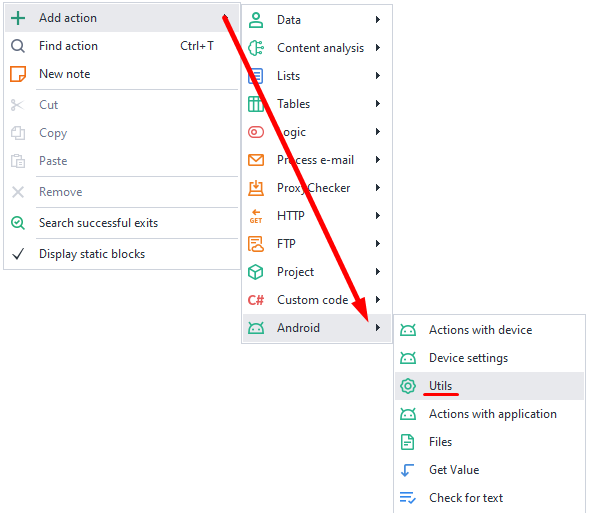 Add action
Find action Ctrl+T
New note
Cut
Copy
Paste
Remove
Search successful exits
Display static blocks
Data
Content analysis
Lists
Tables
Logic
Process e-mail
ProxyChecker
GET HTTP
FTP
Project
C# Custom code
Android
Actions with device
Device settings
Utils
Actions with application
Files
Get Value
Check for text